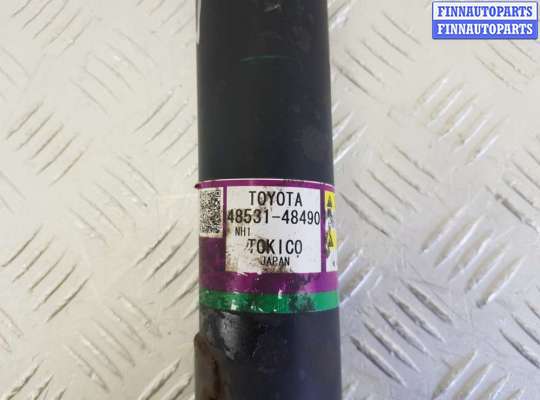 FINNAUTOPARTS
FINNAUTOPARTS
TOYOTA
48531-48490
NH1
TOKICO
JAPAN